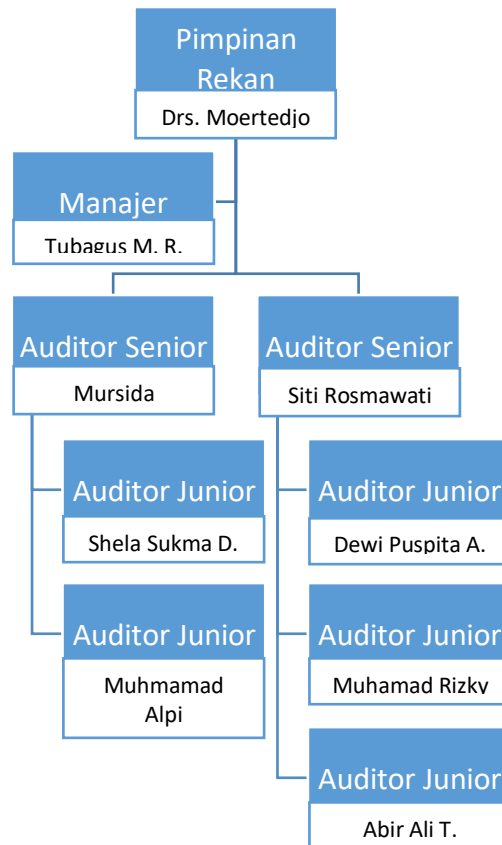 Pimpinan
Rekan
Drs. Moertedjo
Manajer
Tubagus M. R.
Auditor Senior
Mursida
Auditor Senior
Siti Rosmawati
Auditor Junior
Shela Sukma D.
Auditor Junior
Dewi Puspita A.
Auditor Junior
Muhmamad
Alpi
Auditor Junior
Muhamad Rizky
Auditor Junior
Abir Ali T.